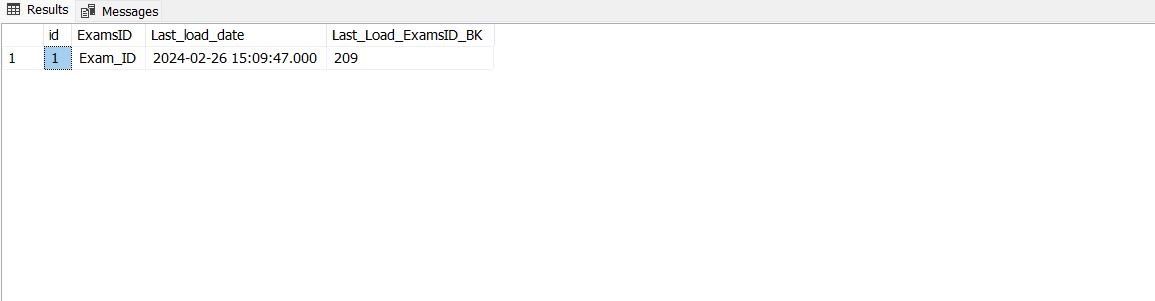 Results Messages
id ExamsID Last_load_date Last_Load_ExamsID_BK
1 1 Exam_ID 2024-02-26 15:09:47.000 209